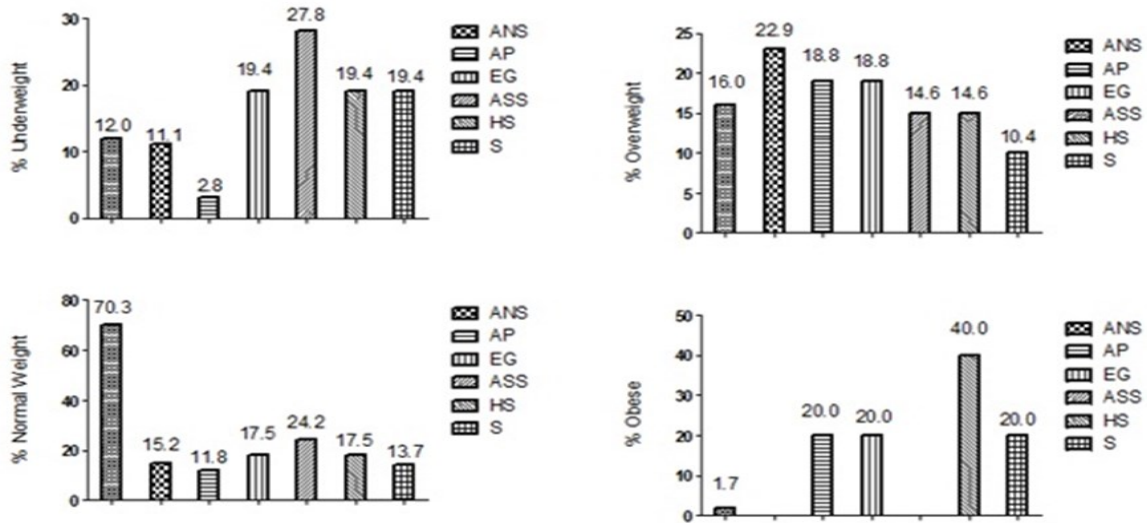 % Underweight
30
20
10
0
12.0
11.1
2.8
19.4
27.8
19.4
19.4
ANS
AP
EG
ASS
HS
S
% Overweight
25
20
15
10
5
0
16.0
22.9
18.8
18.8
14.6
14.6
10.4
ANS
AP
EG
ASS
HS
S
% Normal Weight
80
60
40
20
0
70.3
15.2
11.8
17.5
24.2
17.5
13.7
ANS
AP
EG
ASS
HS
S
% Obese
50
40
30
20
10
0
1.7
20.0
20.0
40.0
20.0
ANS
AP
EG
ASS
HS
S